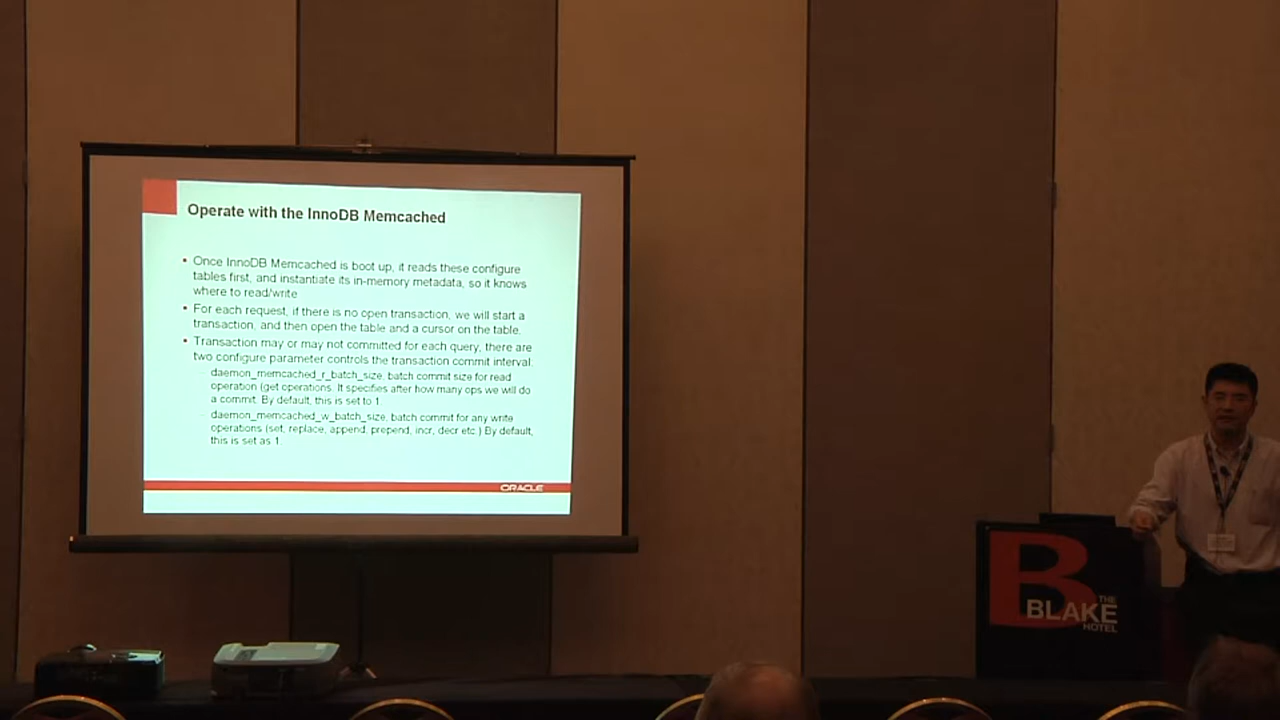 Operate with the InnoDB Memcached
• Once InnoDB Memcached is boot up, it reads these configure
tables first, and instantiate its in-memory metadata, so it knows
where to read/write
• For each request, if there is no open transaction, we will start a
transaction, and then open the table and a cursor on the table.
• Transaction may or may not committed for each query, there are
two configure parameter controls the transaction commit interval:
- daemon_memcached_r_batch_size, batch commit size for read
operation (get operations. It specifies after how many ops we will do
a commit. By default, this is set to 1.
- daemon_memcached_w_batch_size, batch commit for any write
operations (set, replace, append, prepend, incr, decr etc.) By default,
this is set as 1.
ORACLE
B
THE
BLAKE
HOTEL